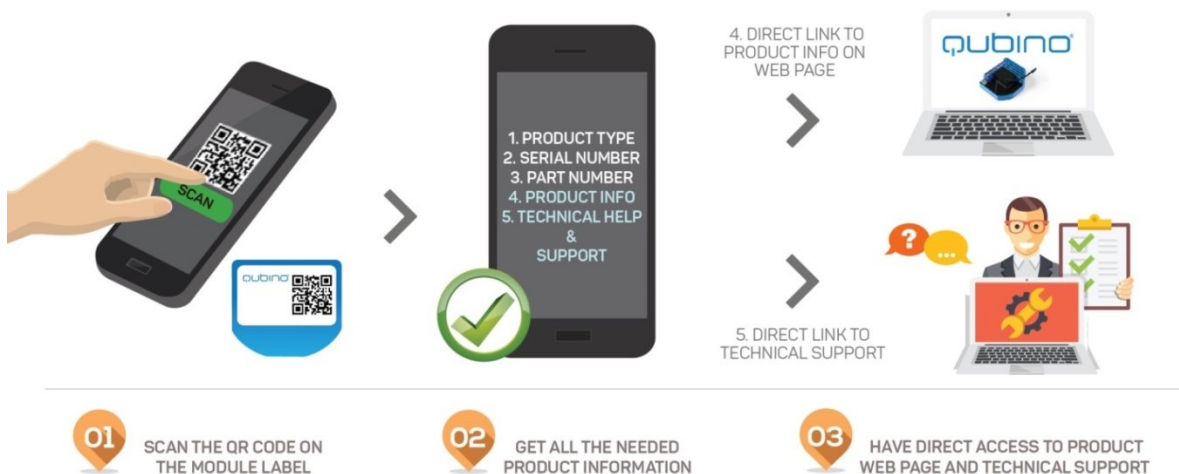 SCAN
QUBINO
1. PRODUCT TYPE
2. SERIAL NUMBER
3. PART NUMBER
4. PRODUCT INFO
5. TECHNICAL HELP
&
SUPPORT
4. DIRECT LINK TO
PRODUCT INFO ON
WEB PAGE
QUBINO
?
...
5. DIRECT LINK TO
TECHNICAL SUPPORT
01
SCAN THE QR CODE ON
THE MODULE LABEL
02
GET ALL THE NEEDED
PRODUCT INFORMATION
03
HAVE DIRECT ACCESS TO PRODUCT
WEB PAGE AND TECHNICAL SUPPORT